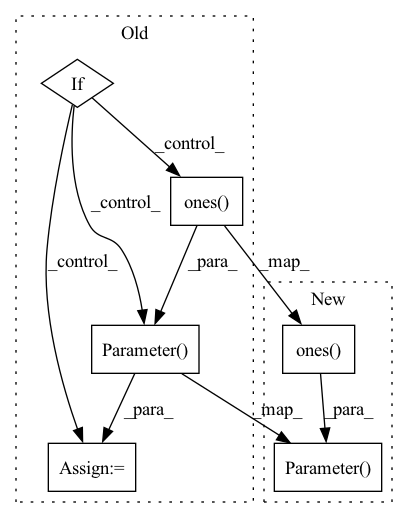 Old
If
_control_
ones()
_control_
_control_
_para_
_map_
New
Parameter()
ones()
_para_
_map_
_para_
Assign:=
Parameter()